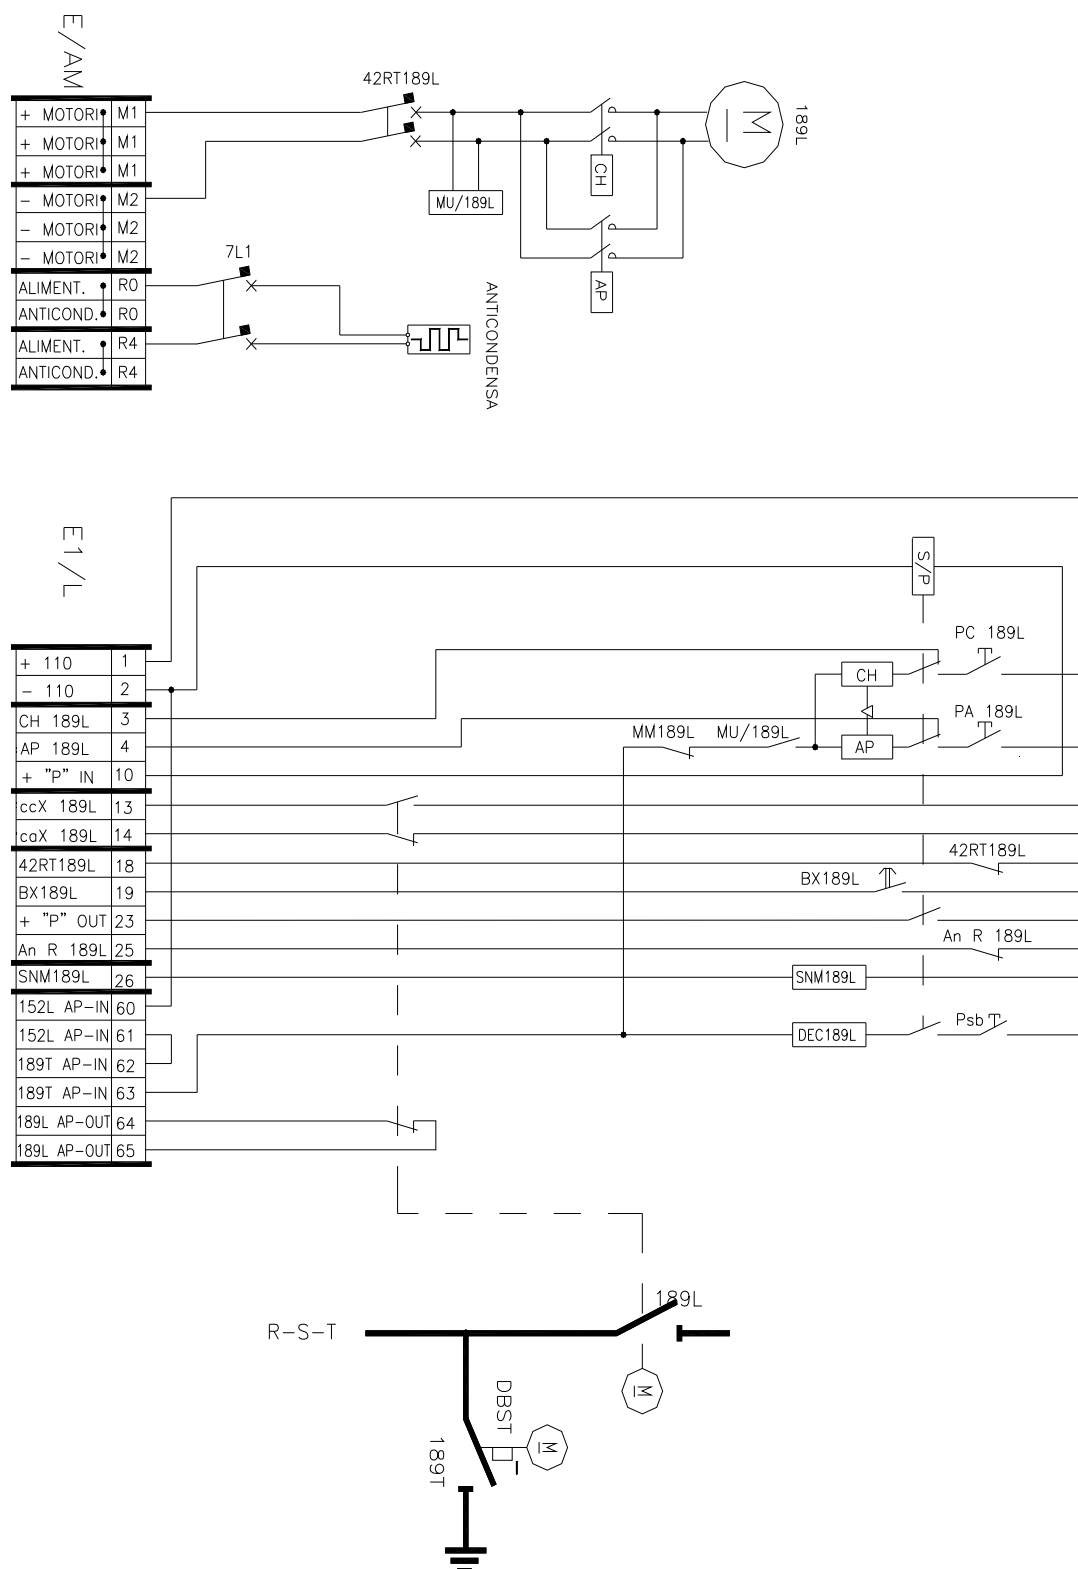 E/AM
42RT189L
+ MOTORI M1
+ MOTORI M1
+ MOTORI M1
- MOTORI M2
- MOTORI M2
- MOTORI M2
ALIMENT. R0
ANTICOND. R0
ALIMENT. R4
ANTICOND. R4
M
189L
CH
MU/189L
AP
7L1
ANTICONDENSA
E1/L
S/P
PC 189L
CH
PA 189L
MM189L MU/189L
AP
+ 110 1
- 110 2
CH 189L 3
AP 189L 4
+ "P" IN 10
ccX 189L 13
caX 189L 14
42RT189L 18
BX189L 19
+ "P" OUT 23
An R 189L 25
SNM189L 26
152L AP-IN 60
152L AP-IN 61
189T AP-IN 62
189T AP-IN 63
189L AP-OUT 64
189L AP-OUT 65
42RT189L
BX189L
An R 189L
SNM189L
DEC189L
Psb
189L
R-S-T
M
DBST
M
189T